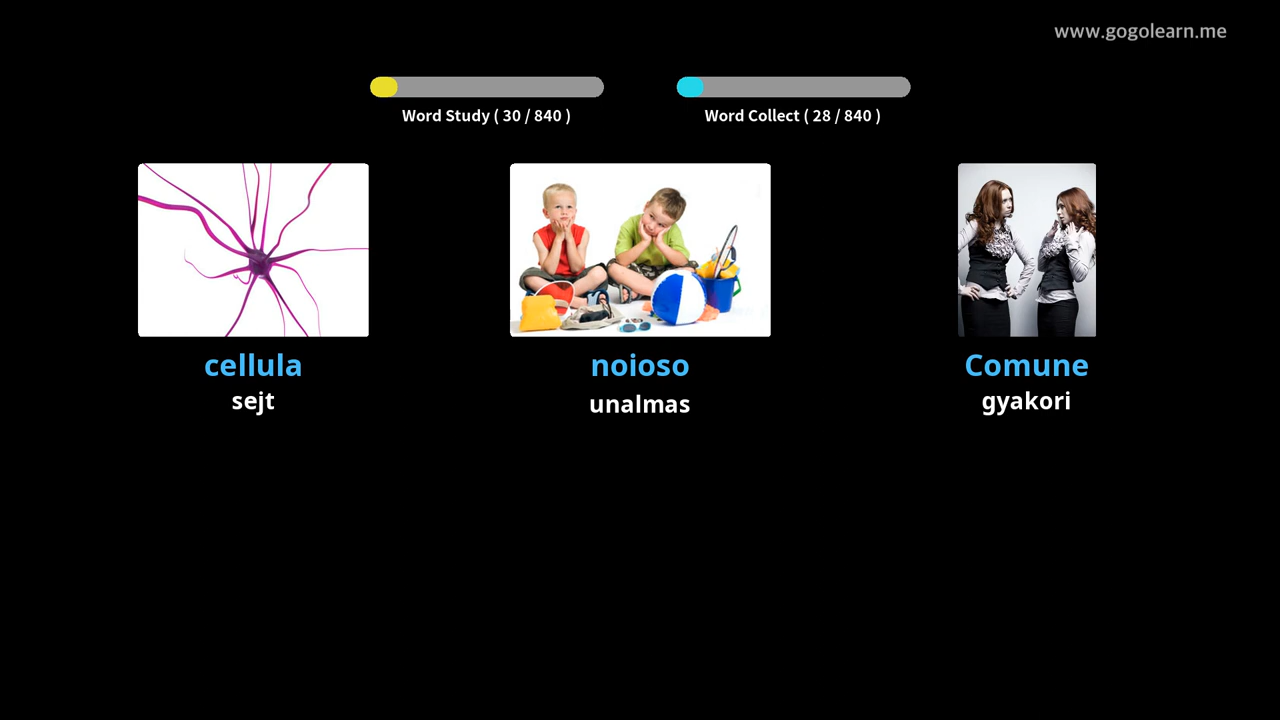 www.gogolearn.me
Word Study ( 30 / 840 )
Word Collect ( 28 / 840 )
cellula
sejt
noioso
unalmas
Comune
gyakori